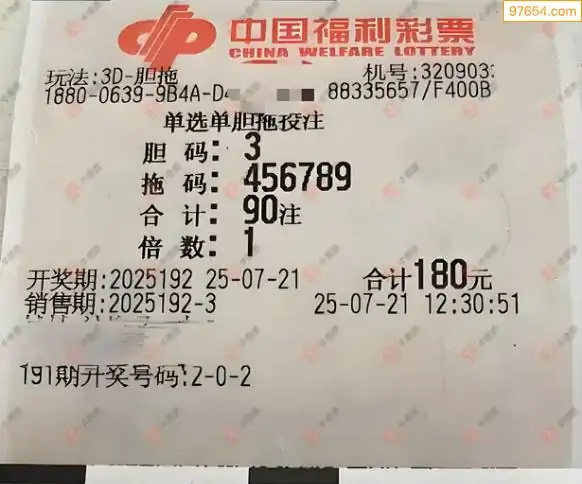 97654.com
中国福利彩票
CHINA WELFARE LOTTERY
玩法:3D-胆拖 机号:3209033
1880-0639-9B4A-D 88335657/F400B
单选单胆拖投注
胆 码: 3
拖 码: 456789
合 计: 90注
倍 数: 1
开奖期:2025192 25-07-21 合计180元
销售期:2025192-3 25-07-21 12:30:51
191期开奖号码:2-0-2